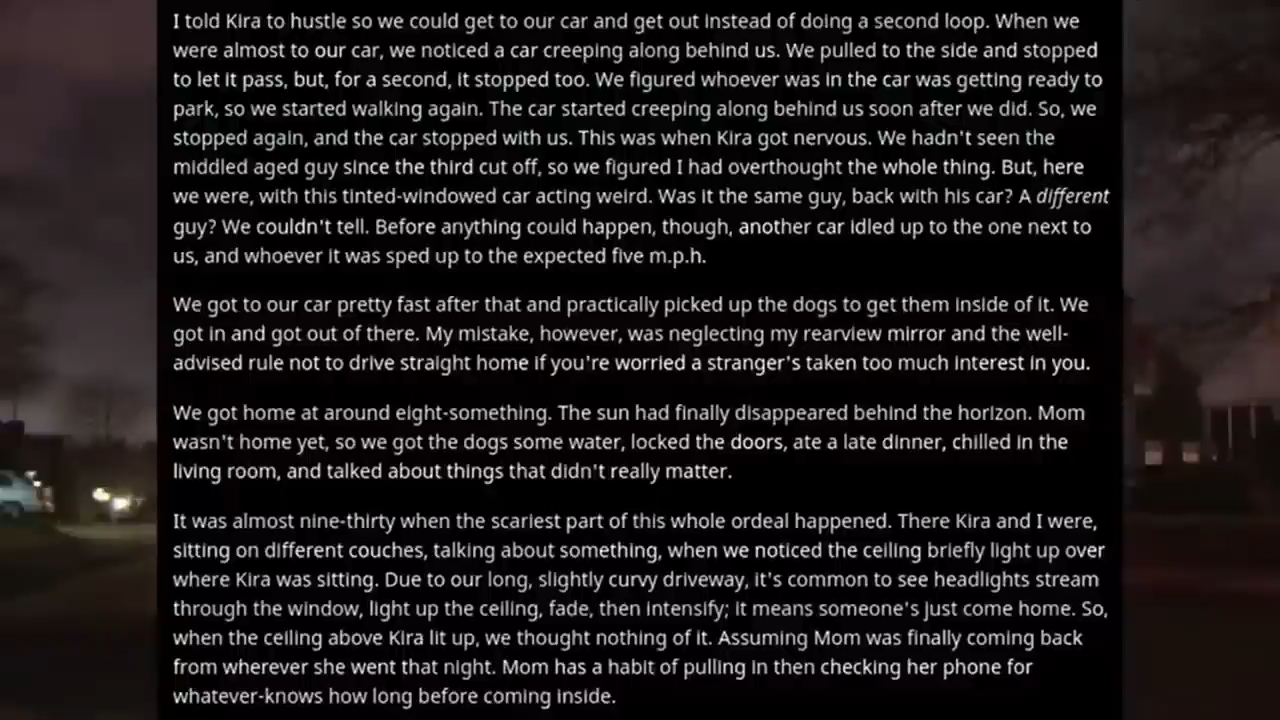 I told Kira to hustle so we could get to our car and get out instead of doing a second loop. When we
were almost to our car, we noticed a car creeping along behind us. We pulled to the side and stopped
to let it pass, but, for a second, it stopped too. We figured whoever was in the car was getting ready to
park, so we started walking again. The car started creeping along behind us soon after we did. So, we
stopped again, and the car stopped with us. This was when Kira got nervous. We hadn't seen the
middled aged guy since the third cut off, so we figured I had overthought the whole thing. But, here
we were, with this tinted-windowed car acting weird. Was it the same guy, back with his car? A different
guy? We couldn't tell. Before anything could happen, though, another car idled up to the one next to
us, and whoever it was sped up to the expected five m.p.h.
We got to our car pretty fast after that and practically picked up the dogs to get them inside of it. We
got in and got out of there. My mistake, however, was neglecting my rearview mirror and the well-
advised rule not to drive straight home if you're worried a stranger's taken too much interest in you.
We got home at around eight-something. The sun had finally disappeared behind the horizon. Mom
wasn't home yet, so we got the dogs some water, locked the doors, ate a late dinner, chilled in the
living room, and talked about things that didn't really matter.
It was almost nine-thirty when the scariest part of this whole ordeal happened. There Kira and I were,
sitting on different couches, talking about something, when we noticed the ceiling briefly light up over
where Kira was sitting. Due to our long, slightly curvy driveway, it's common to see headlights stream
through the window, light up the ceiling, fade, then intensify; it means someone's just come home. So,
when the ceiling above Kira lit up, we thought nothing of it. Assuming Mom was finally coming back
from wherever she went that night. Mom has a habit of pulling in then checking her phone for
whatever-knows how long before coming inside.